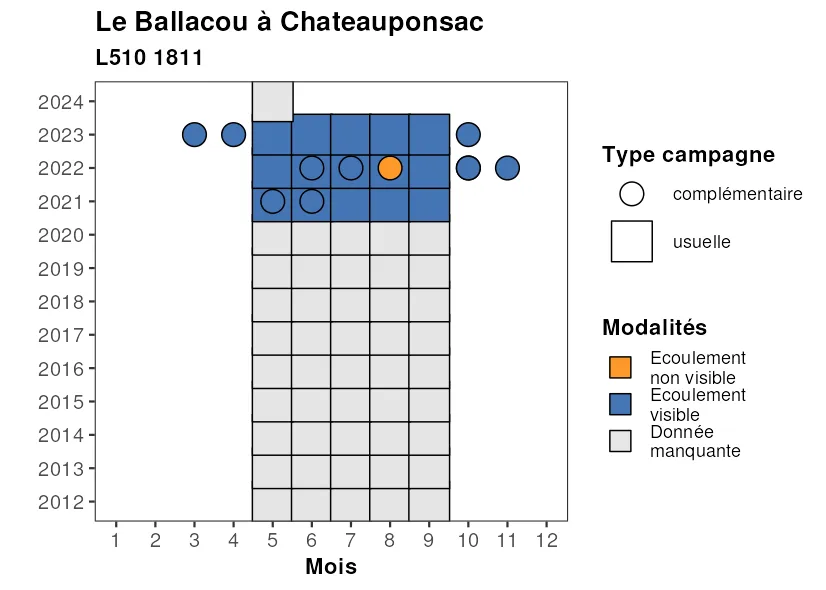 Le Ballacou à Chateauponsac
L510 1811
2024
2023
2022
2021
2020
2019
2018
2017
2016
2015
2014
2013
2012
1 2 3 4 5 6 7 8 9 10 11 12
Mois
Type campagne
complémentaire
usuelle
Modalités
Ecoulement
non visible
Ecoulement
visible
Donnée
manquante